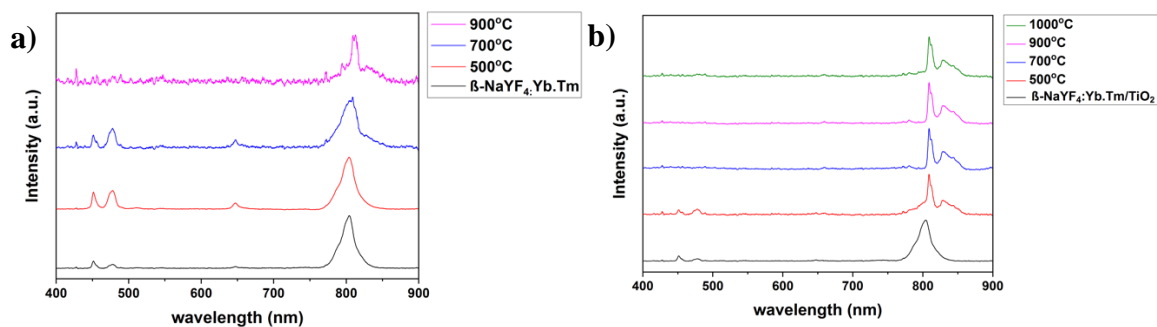 a)
900°C
700°C
500°C
ß-NaYF₄:Yb.Tm
Intensity (a.u.)
400 500 600 700 800 900
wavelength (nm)
b)
1000°C
900°C
700°C
500°C
ß-NaYF₄:Yb.Tm/TiO₂
Intensity (a.u.)
400 500 600 700 800 900
wavelength (nm)